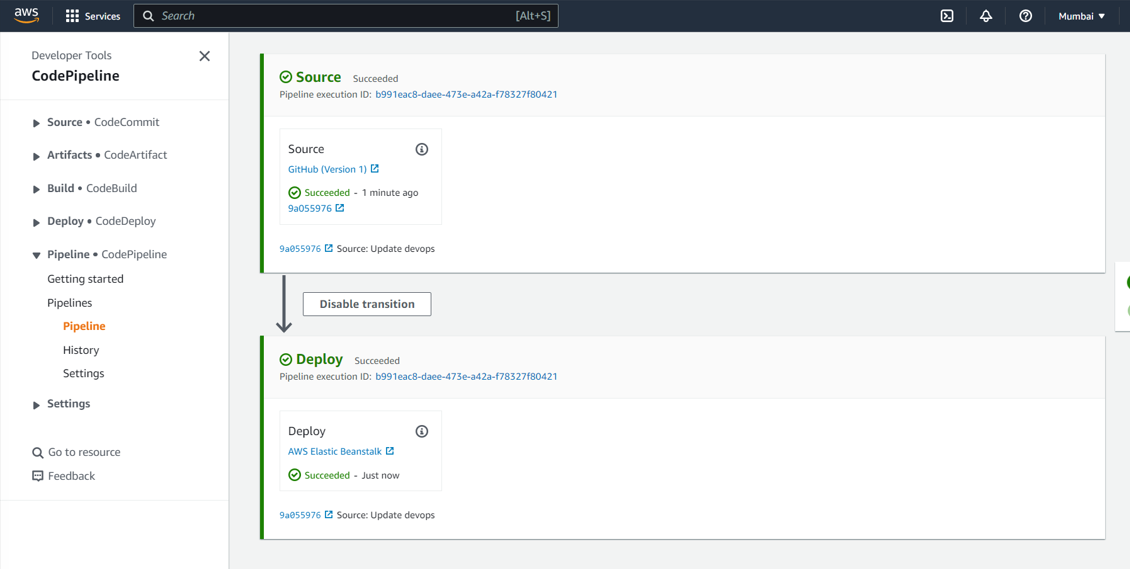 aws
Services
Search
[Alt+S]
Mumbai
Developer Tools
CodePipeline
Source • CodeCommit
Artifacts • CodeArtifact
Build • CodeBuild
Deploy • CodeDeploy
Pipeline • CodePipeline
Getting started
Pipelines
Pipeline
History
Settings
Settings
Go to resource
Feedback
Source Succeeded
Pipeline execution ID: b991eac8-daee-473e-a42a-f78327f80421
Source
GitHub (Version 1)
Succeeded - 1 minute ago
9a055976
9a055976 Source: Update devops
Disable transition
Deploy Succeeded
Pipeline execution ID: b991eac8-daee-473e-a42a-f78327f80421
Deploy
AWS Elastic Beanstalk
Succeeded - Just now
9a055976 Source: Update devops